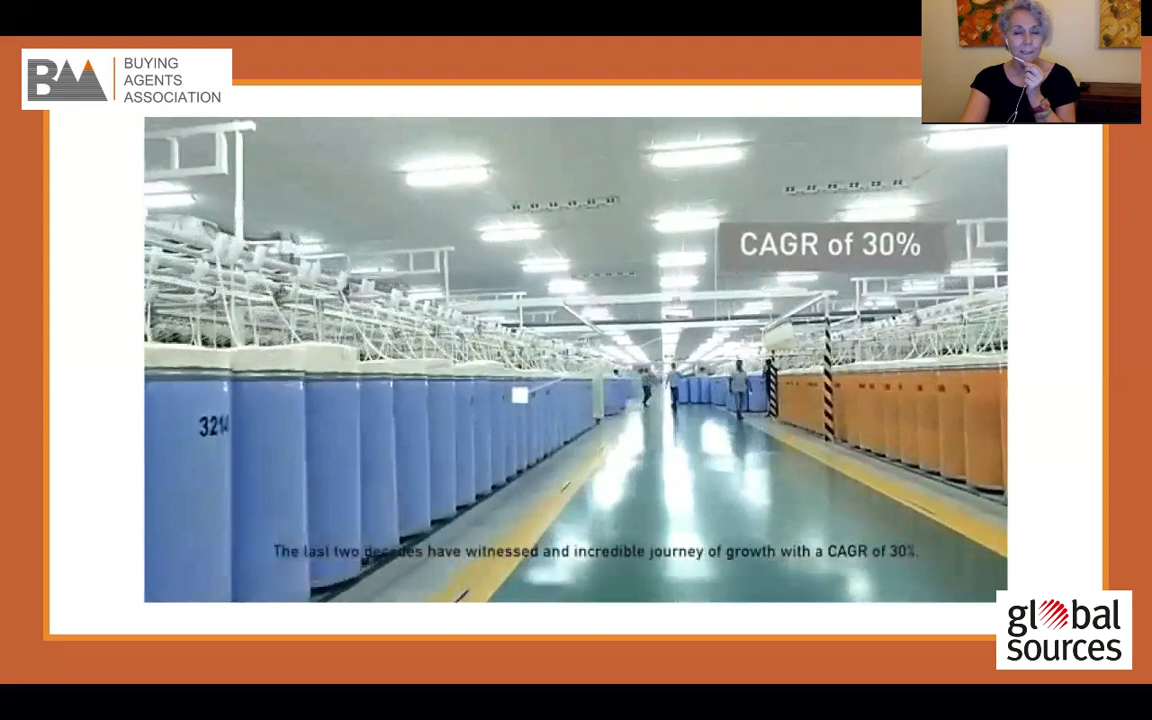 BAA
BUYING
AGENTS
ASSOCIATION
CAGR of 30%
3214
The last two decades have witnessed and incredible journey of growth with a CAGR of 30%.
global
sources